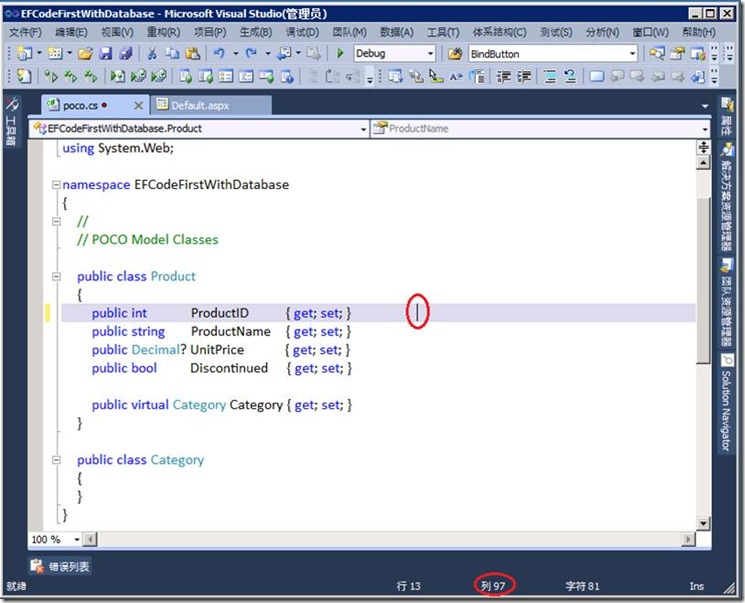 EFCodeFirstWithDatabase - Microsoft Visual Studio(管理员)
文件(F) 编辑(E) 视图(V) 重构(R) 项目(P) 生成(B) 调试(D) 团队(M) 数据(A) 工具(T) 体系结构(C) 测试(S) 分析(N) 窗口(W) 帮助(H)
Debug BindButton
poco.cs Default.aspx
工具箱
EFCodeFirstWithDatabase.Product ProductName
using System.Web;
namespace EFCodeFirstWithDatabase
{
//
// POCO Model Classes
public class Product
{
public int ProductID { get; set; }
public string ProductName { get; set; }
public Decimal? UnitPrice { get; set; }
public bool Discontinued { get; set; }
public virtual Category Category { get; set; }
}
public class Category
{
}
}
属性
解决方案资源管理器
团队资源管理器
Solution Navigator
100 %
错误列表
就绪 行 13 列 97 字符 81 Ins